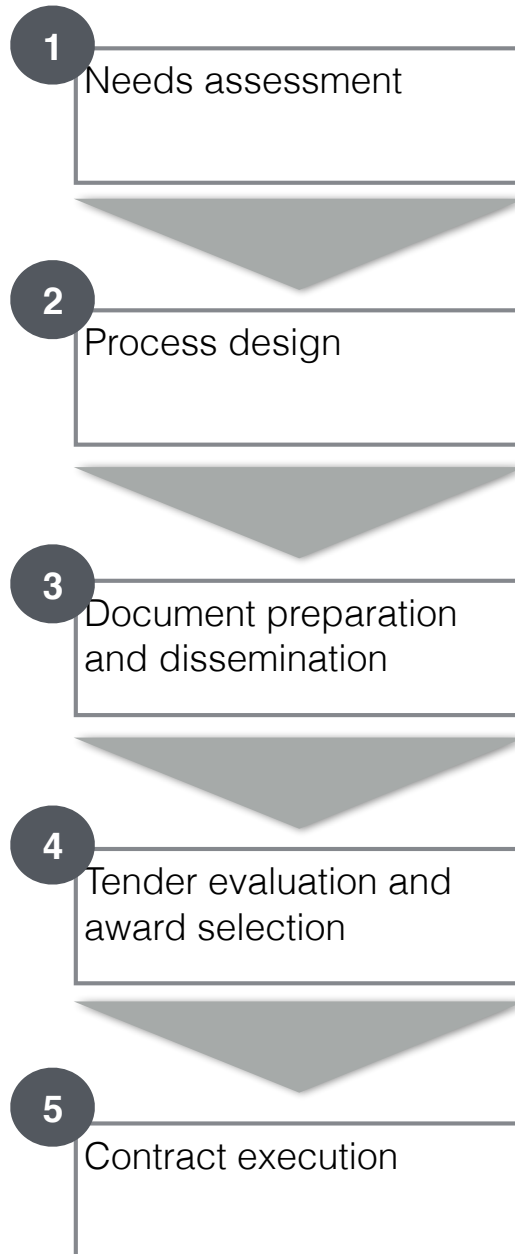 1
Needs assessment
2
Process design
3
Document preparation
and dissemination
4
Tender evaluation and
award selection
5
Contract execution